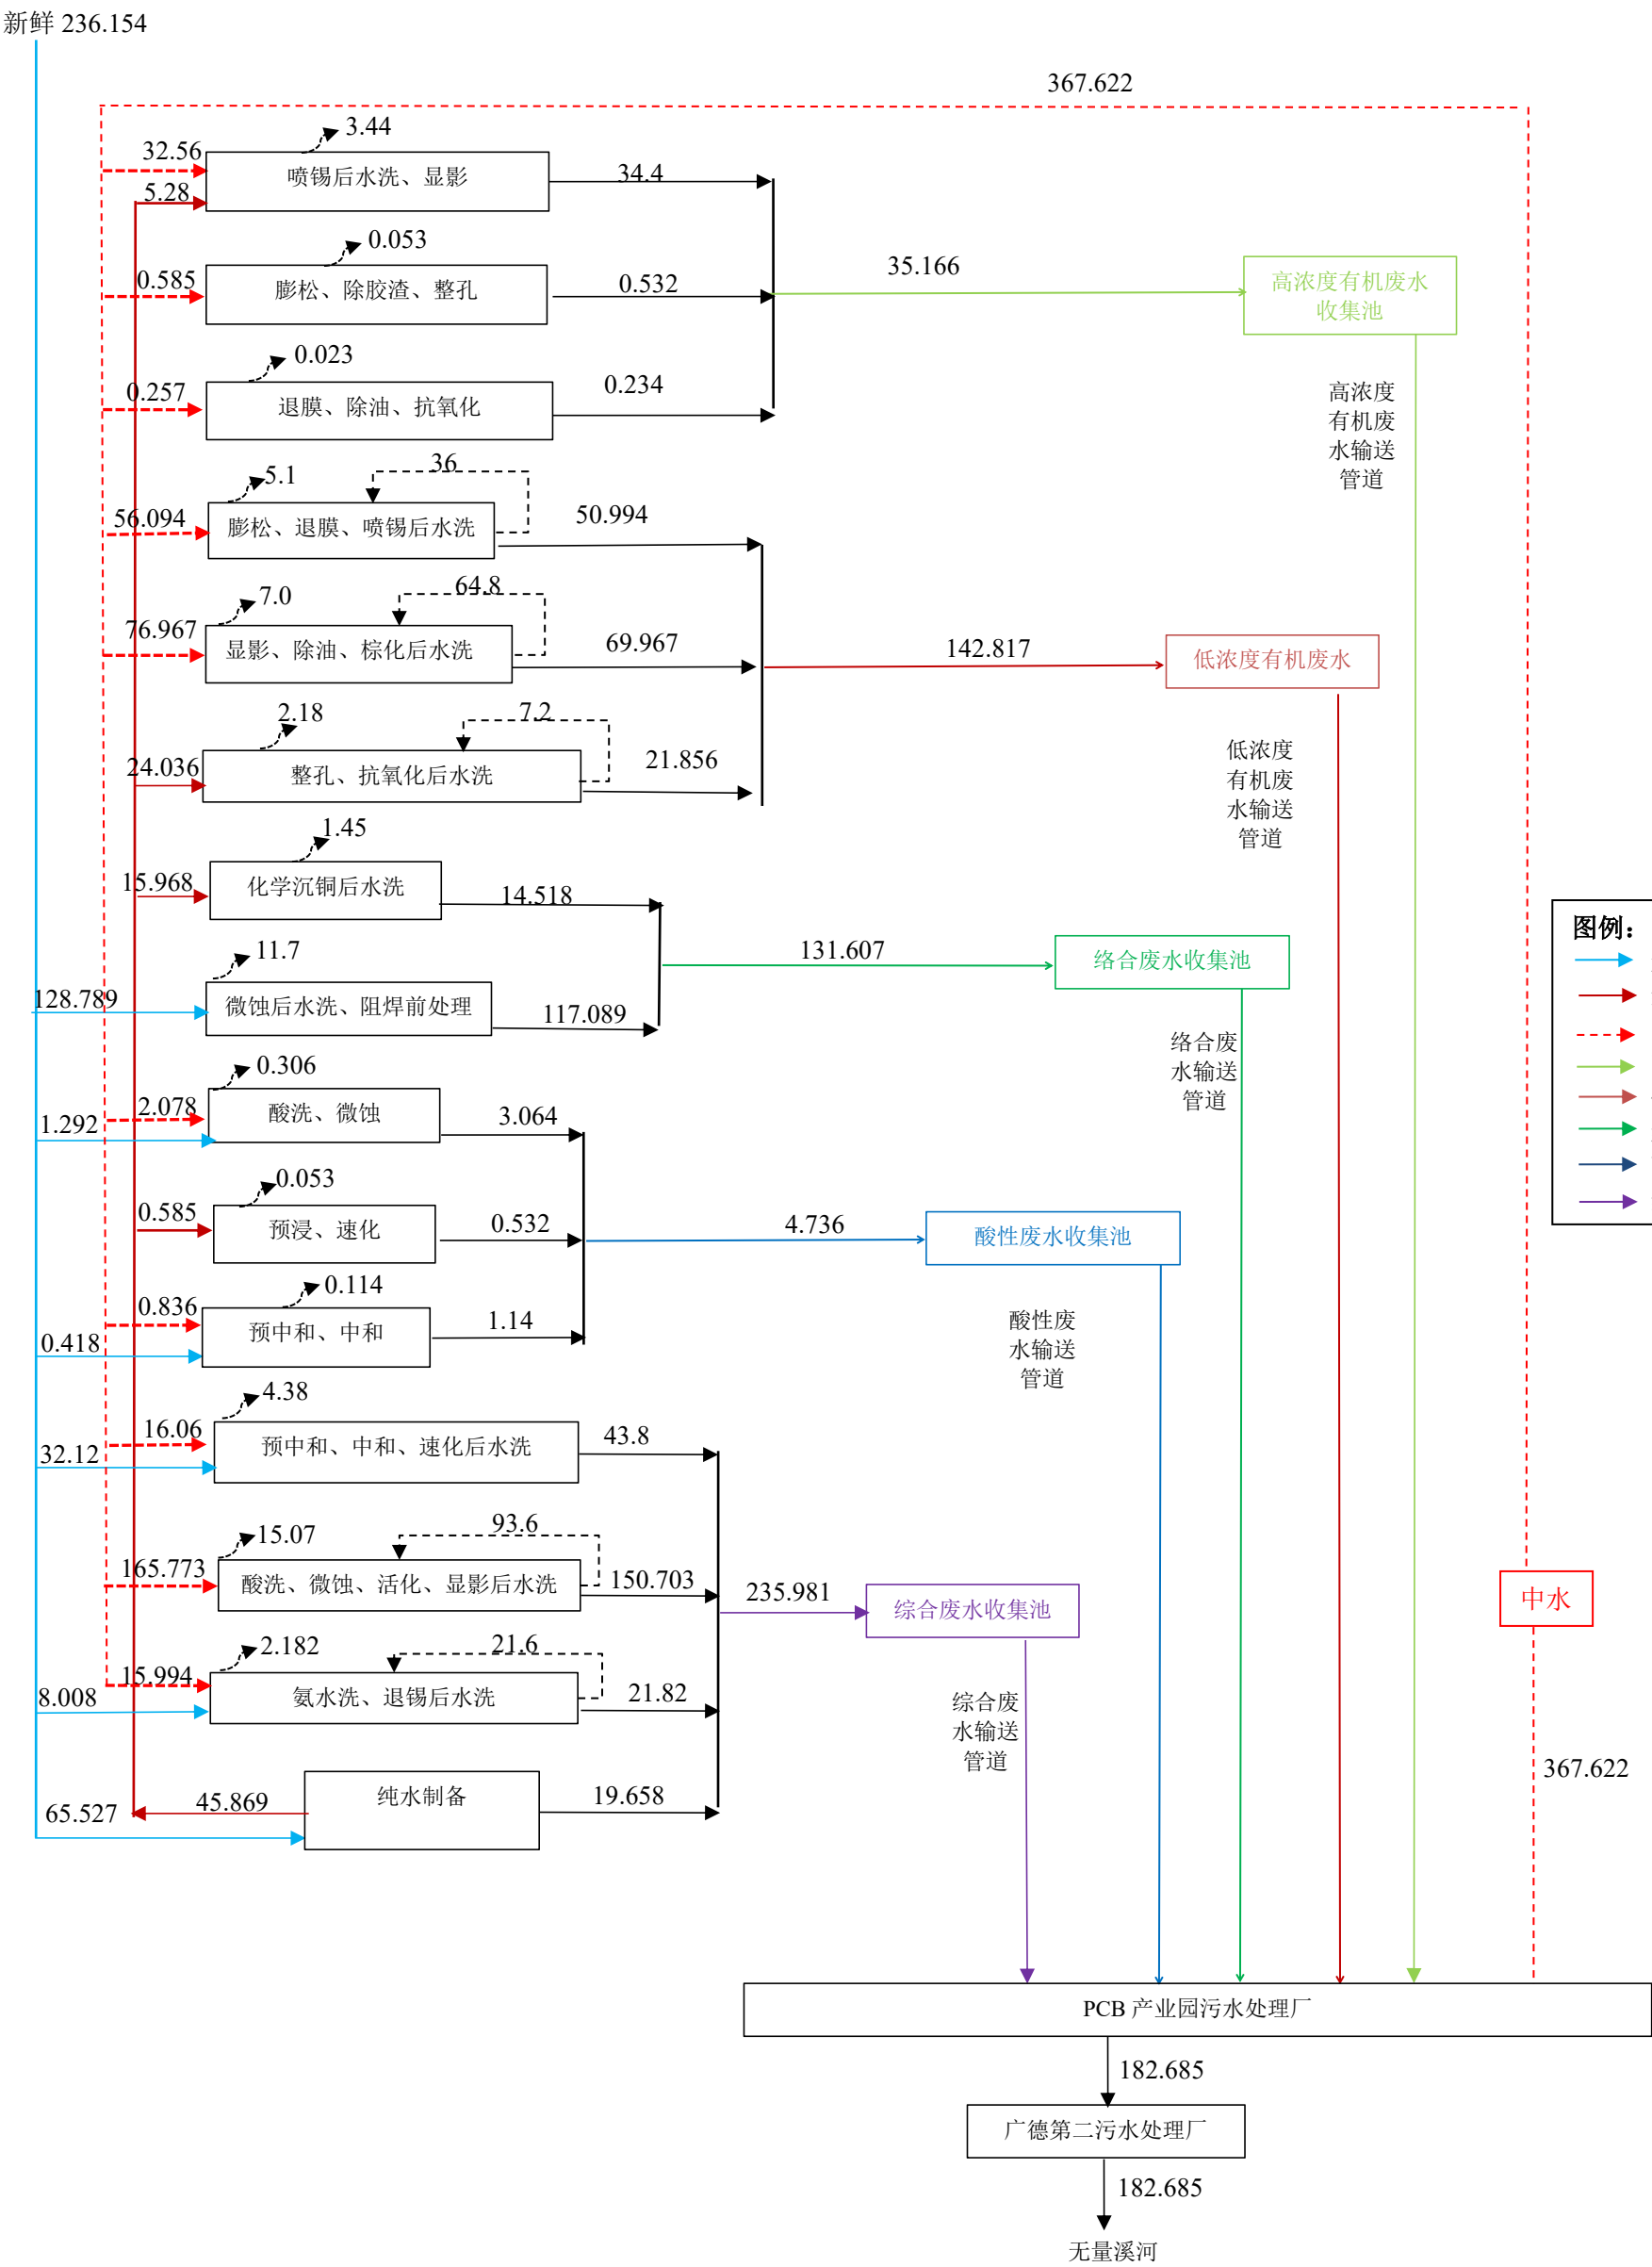 新鲜 236.154
367.622
3.44
32.56
喷锡后水洗、显影
34.4
5.28
0.053
0.585
膨松、除胶渣、整孔
0.532
35.166
高浓度有机废水
收集池
0.023
0.257
退膜、除油、抗氧化
0.234
高浓度
有机废
水输送
管道
5.1
36
56.094
膨松、退膜、喷锡后水洗
50.994
7.0
64.8
76.967
显影、除油、棕化后水洗
69.967
142.817
低浓度有机废水
2.18
7.2
24.036
整孔、抗氧化后水洗
21.856
低浓度
有机废
水输送
管道
1.45
15.968
化学沉铜后水洗
14.518
图例：
11.7
131.607
络合废水收集池
128.789
微蚀后水洗、阻焊前处理
117.089
络合废
水输送
管道
0.306
2.078
酸洗、微蚀
3.064
1.292
0.053
0.585
预浸、速化
0.532
4.736
酸性废水收集池
0.114
0.836
预中和、中和
1.14
0.418
酸性废
水输送
管道
4.38
16.06
预中和、中和、速化后水洗
43.8
32.12
15.07
93.6
165.773
酸洗、微蚀、活化、显影后水洗
150.703
235.981
综合废水收集池
中水
2.182
21.6
15.994
氨水洗、退锡后水洗
21.82
8.008
综合废
水输送
管道
367.622
纯水制备
45.869
19.658
65.527
PCB 产业园污水处理厂
182.685
广德第二污水处理厂
182.685
无量溪河